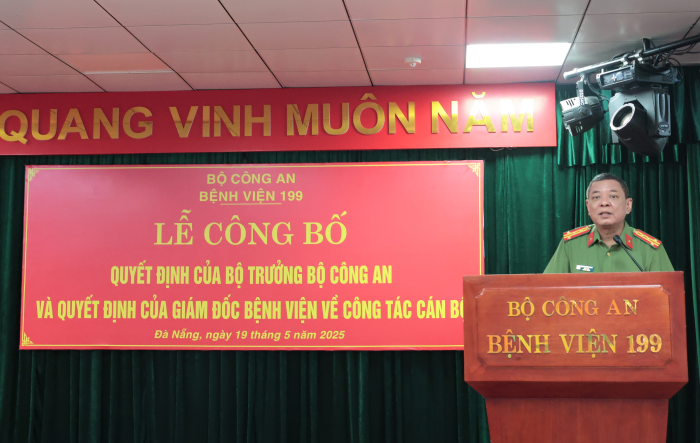 QUANG VINH MUÔN NĂM
BỘ CÔNG AN
BỆNH VIỆN 199
LỄ CÔNG BỐ
QUYẾT ĐỊNH CỦA BỘ TRƯỞNG BỘ CÔNG AN
VÀ QUYẾT ĐỊNH CỦA GIÁM ĐỐC BỆNH VIỆN VỀ CÔNG TÁC CÁN BỘ
Đà Nẵng, ngày 19 tháng 5 năm 2025
BỘ CÔNG AN
BỆNH VIỆN 199